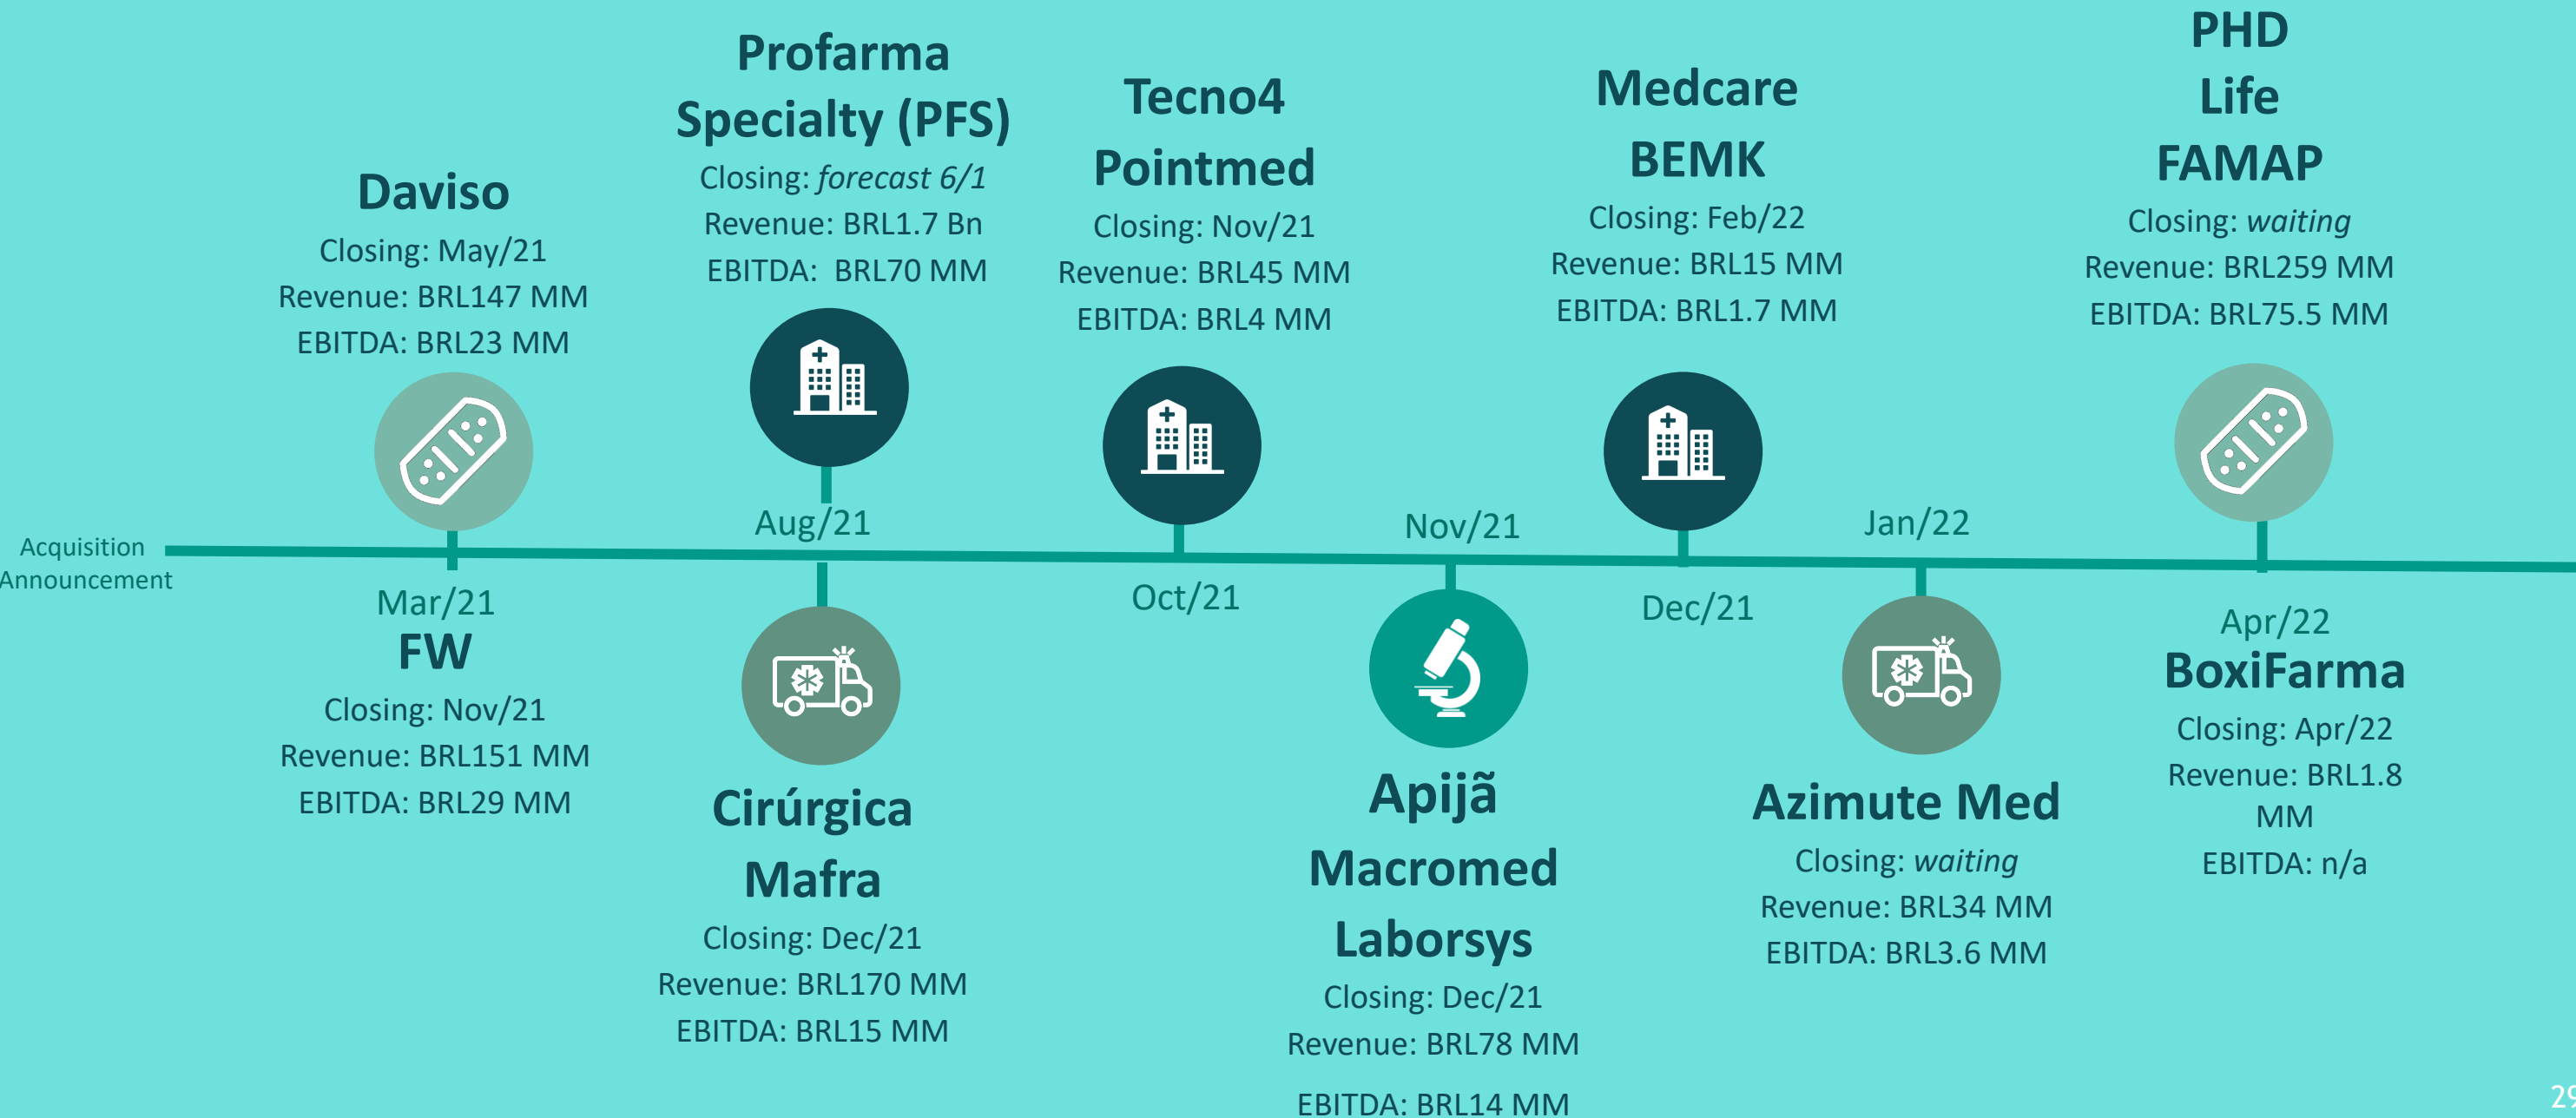 Daviso
Closing: May/21
Revenue: BRL147 MM
EBITDA: BRL23 MM
Profarma
Specialty (PFS)
Closing: forecast 6/1
Revenue: BRL1.7 Bn
EBITDA: BRL70 MM
Tecno4
Pointmed
Closing: Nov/21
Revenue: BRL45 MM
EBITDA: BRL4 MM
Medcare
BEMK
Closing: Feb/22
Revenue: BRL15 MM
EBITDA: BRL1.7 MM
PHD
Life
FAMAP
Closing: waiting
Revenue: BRL259 MM
EBITDA: BRL75.5 MM
Acquisition
Announcement
Mar/21
Aug/21
Oct/21
Nov/21
Dec/21
Jan/22
Apr/22
FW
Closing: Nov/21
Revenue: BRL151 MM
EBITDA: BRL29 MM
Cirúrgica
Mafra
Closing: Dec/21
Revenue: BRL170 MM
EBITDA: BRL15 MM
Apijã
Macromed
Laborsys
Closing: Dec/21
Revenue: BRL78 MM
EBITDA: BRL14 MM
Azimute Med
Closing: waiting
Revenue: BRL34 MM
EBITDA: BRL3.6 MM
BoxiFarma
Closing: Apr/22
Revenue: BRL1.8
MM
EBITDA: n/a
29